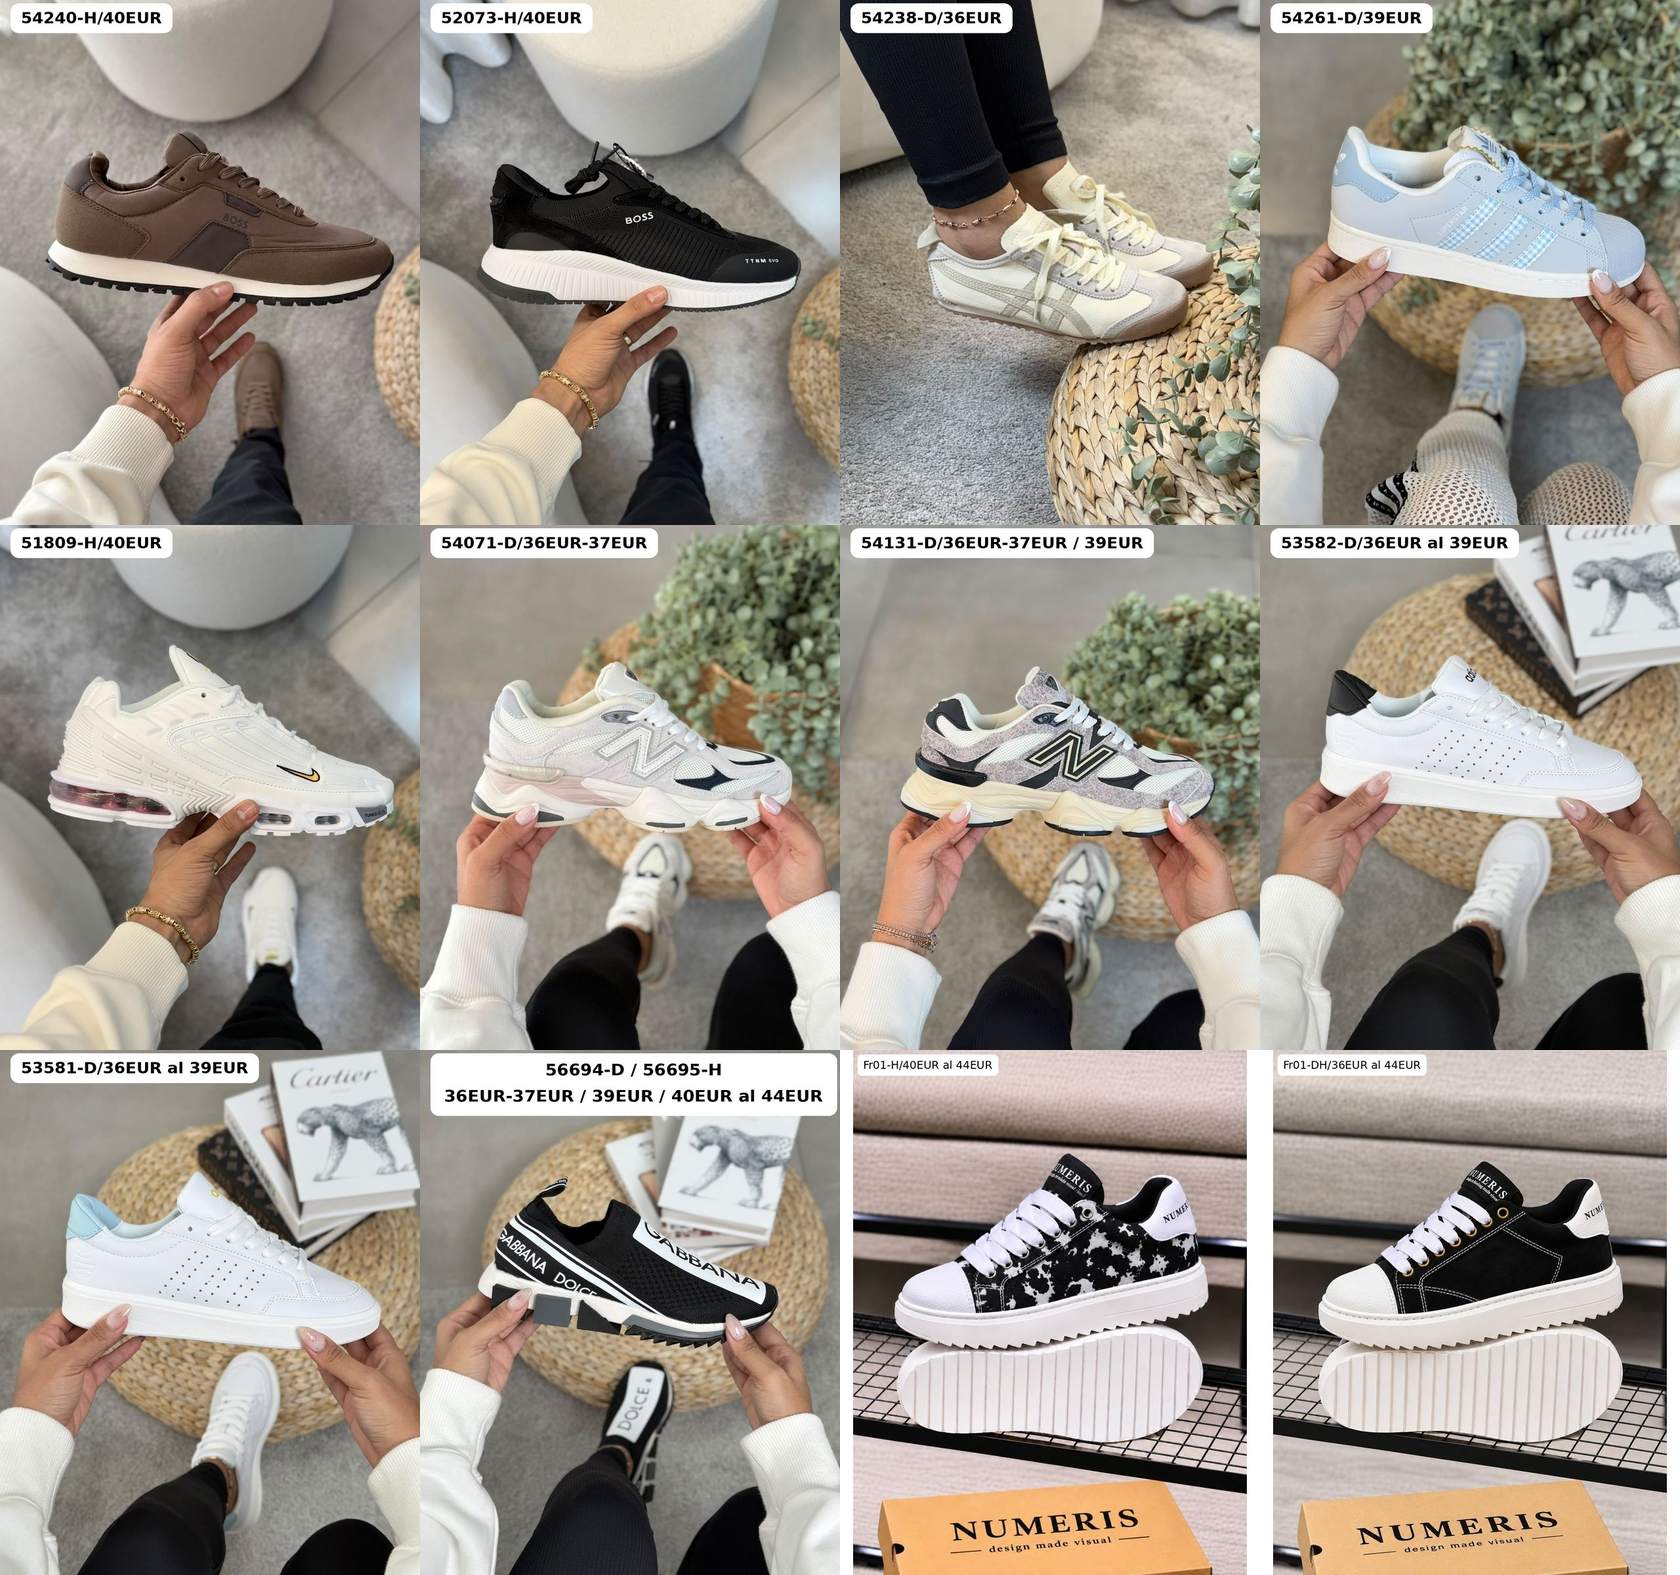 54240-H/40EUR
52073-H/40EUR
54238-D/36EUR
54261-D/39EUR
BOSS
BOSS
TTNM EVO
51809-H/40EUR
54071-D/36EUR-37EUR
54131-D/36EUR-37EUR / 39EUR
53582-D/36EUR al 39EUR
Cartier
N
N
53581-D/36EUR al 39EUR
56694-D / 56695-H
36EUR-37EUR / 39EUR / 40EUR al 44EUR
Fr01-H/40EUR al 44EUR
Fr01-DH/36EUR al 44EUR
Cartier
GABBANA
DOLCE
GABBANA
DOLCE &
NUMERIS
NUMERIS
design made visual
NUMERIS
design made visual